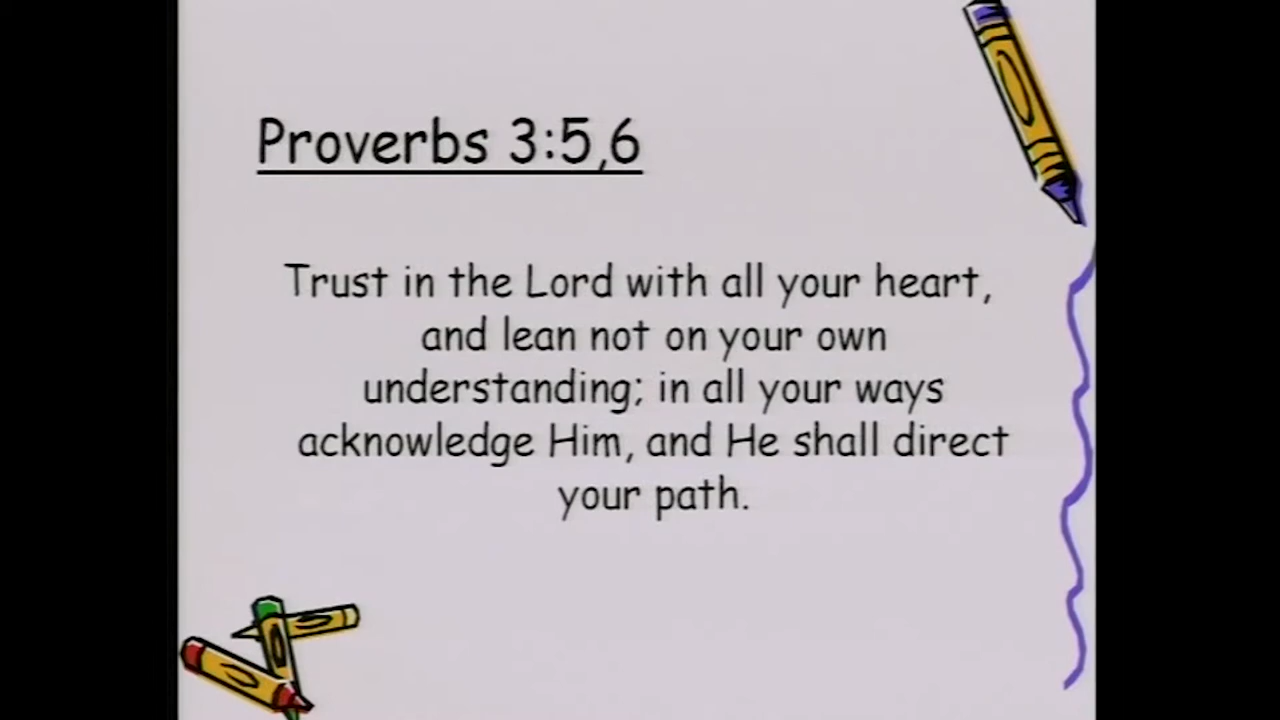 Proverbs 3:5,6
Trust in the Lord with all your heart,
and lean not on your own
understanding; in all your ways
acknowledge Him, and He shall direct
your path.